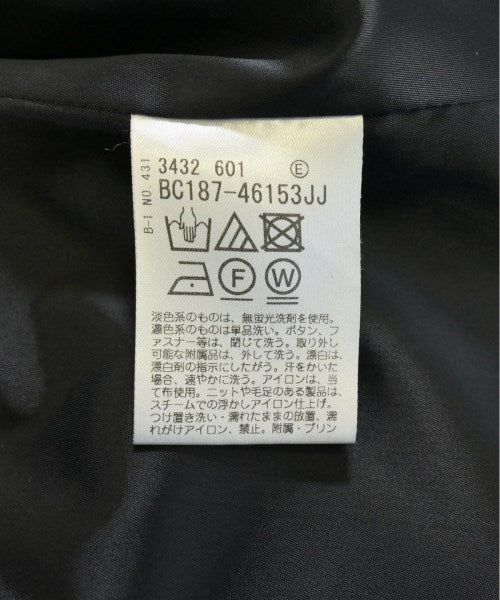 B-1 NO. 431
3432 601 E
BC187-46153JJ
F W
淡色系のものは、無蛍光洗剤を使用。
濃色系のものは単品洗い。ボタン、フ
ァスナー等は、閉じて洗う。取り外し
可能な附属品は、外して洗う。漂白は、
漂白剤の指示にしたがう。汗をかいた
場合、速やかに洗う。アイロンは、当
て布使用。ニットや毛足のある製品は、
スチームでの浮かしアイロン仕上げ。
つけ置き洗い・濡れたままの放置、濡
れがけアイロン、禁止。附属・プリン